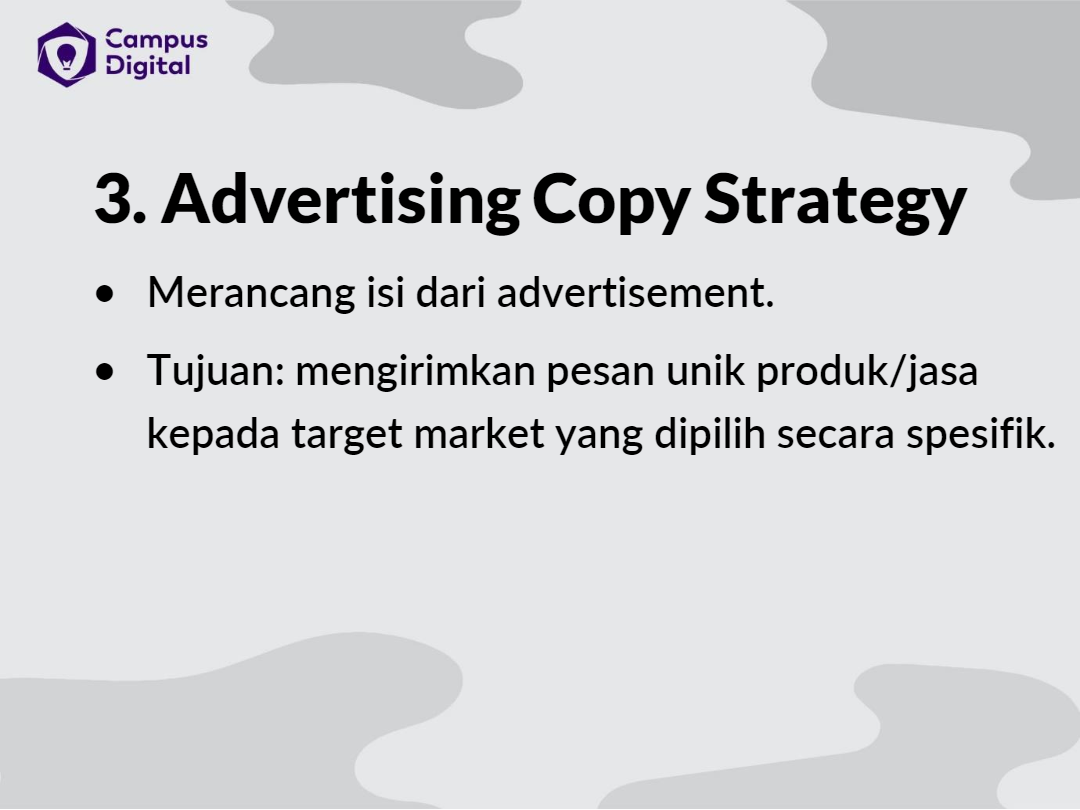 Campus
Digital
3. Advertising Copy Strategy
● Merancang isi dari advertisement.
● Tujuan: mengirimkan pesan unik produk/jasa
kepada target market yang dipilih secara spesifik.